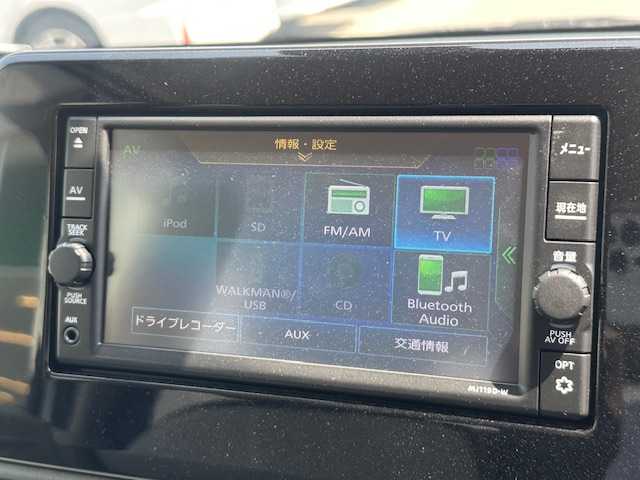 OPEN
AV
TRACK
SEEK
PUSH
SOURCE
AUX
AV
情報・設定
iPod
SD
FM/AM
TV
WALKMAN®/
USB
CD
Bluetooth
Audio
ドライブレコーダー
AUX
交通情報
メニュー
現在地
音量
PUSH
AV OFF
OPT
MJ119D-W